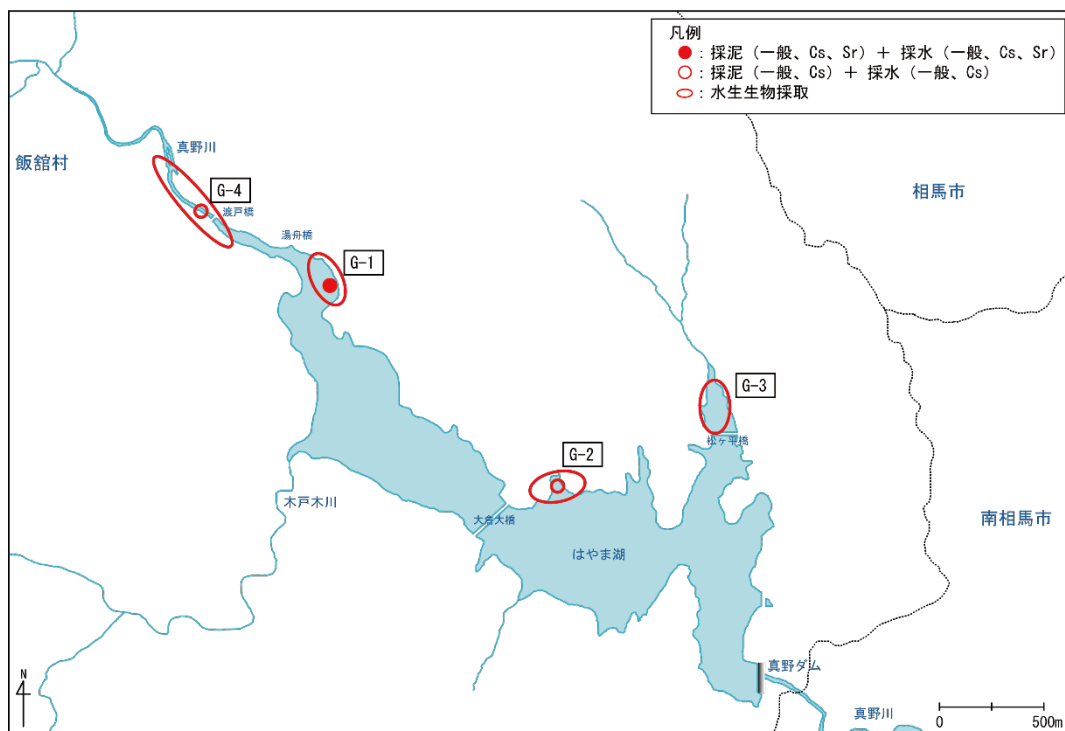 凡例
●：採泥（一般、Cs、Sr）＋ 採水（一般、Cs、Sr）
○：採泥（一般、Cs）＋ 採水（一般、Cs）
：水生生物採取
真野川
飯舘村
G-4
相馬市
渡戸橋
湯舟橋
G-1
G-3
松ヶ平橋
G-2
木戸木川
大倉大橋
南相馬市
はやま湖
真野ダム
N
真野川
0
500m